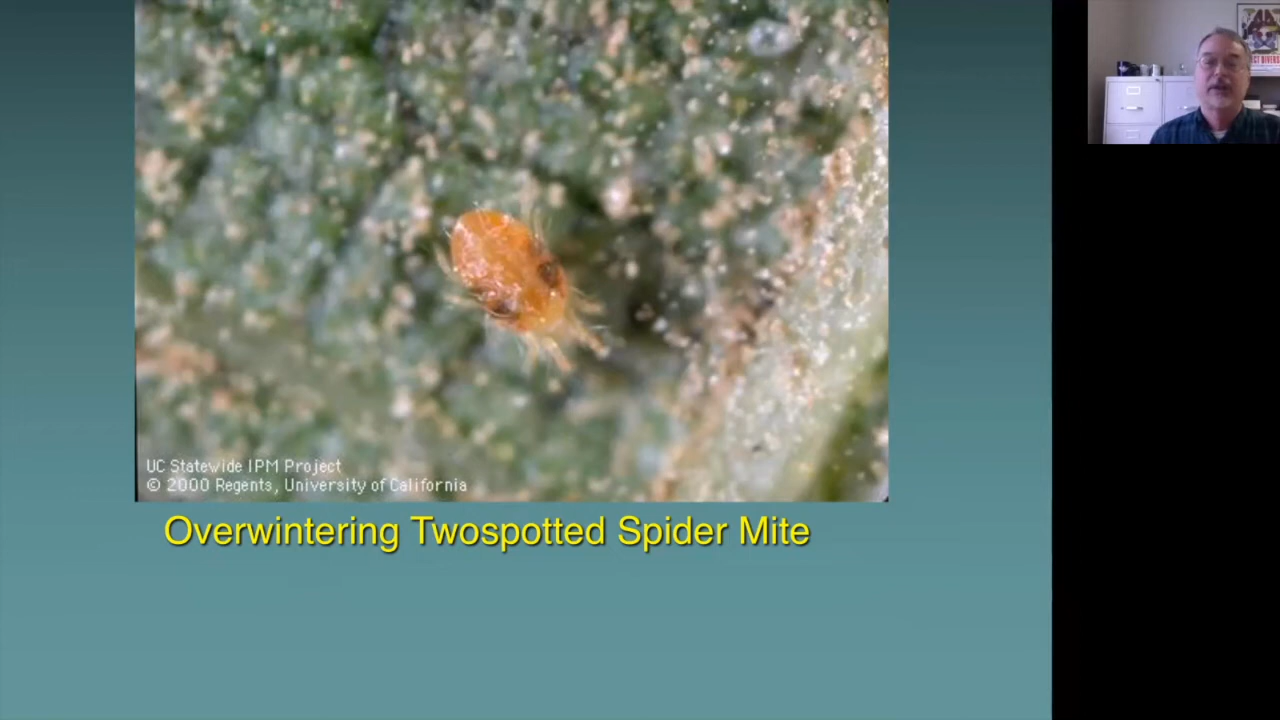 UC Statewide IPM Project
© 2000 Regents, University of California
Overwintering Twospotted Spider Mite